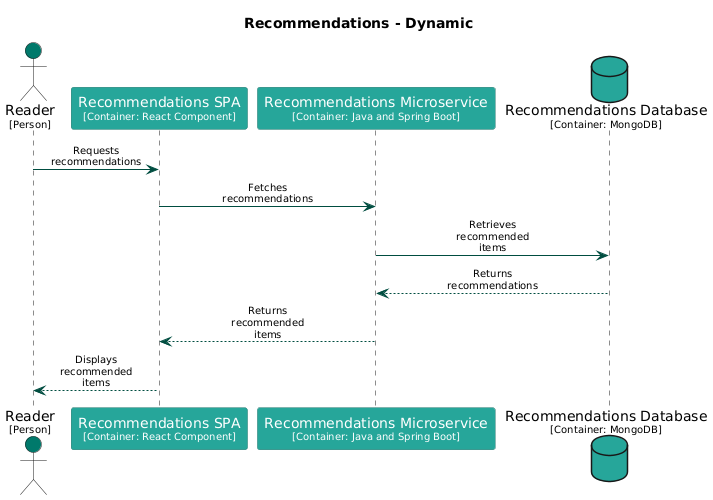 Recommendations - Dynamic
Reader
[Person]
Recommendations SPA
[Container: React Component]
Recommendations Microservice
[Container: Java and Spring Boot]
Recommendations Database
[Container: MongoDB]
Requests
recommendations
Fetches
recommendations
Retrieves
recommended
items
Returns
recommendations
Returns
recommended
items
Displays
recommended
items
Reader
[Person]
Recommendations SPA
[Container: React Component]
Recommendations Microservice
[Container: Java and Spring Boot]
Recommendations Database
[Container: MongoDB]